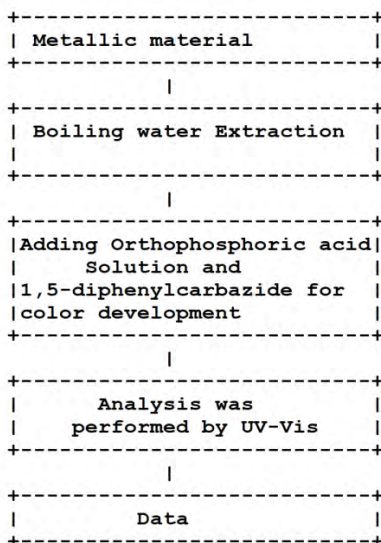 Metallic material
Boiling water Extraction
Adding Orthophosphoric acid
Solution and
1,5-diphenylcarbazide for
color development
Analysis was
performed by UV-Vis
Data